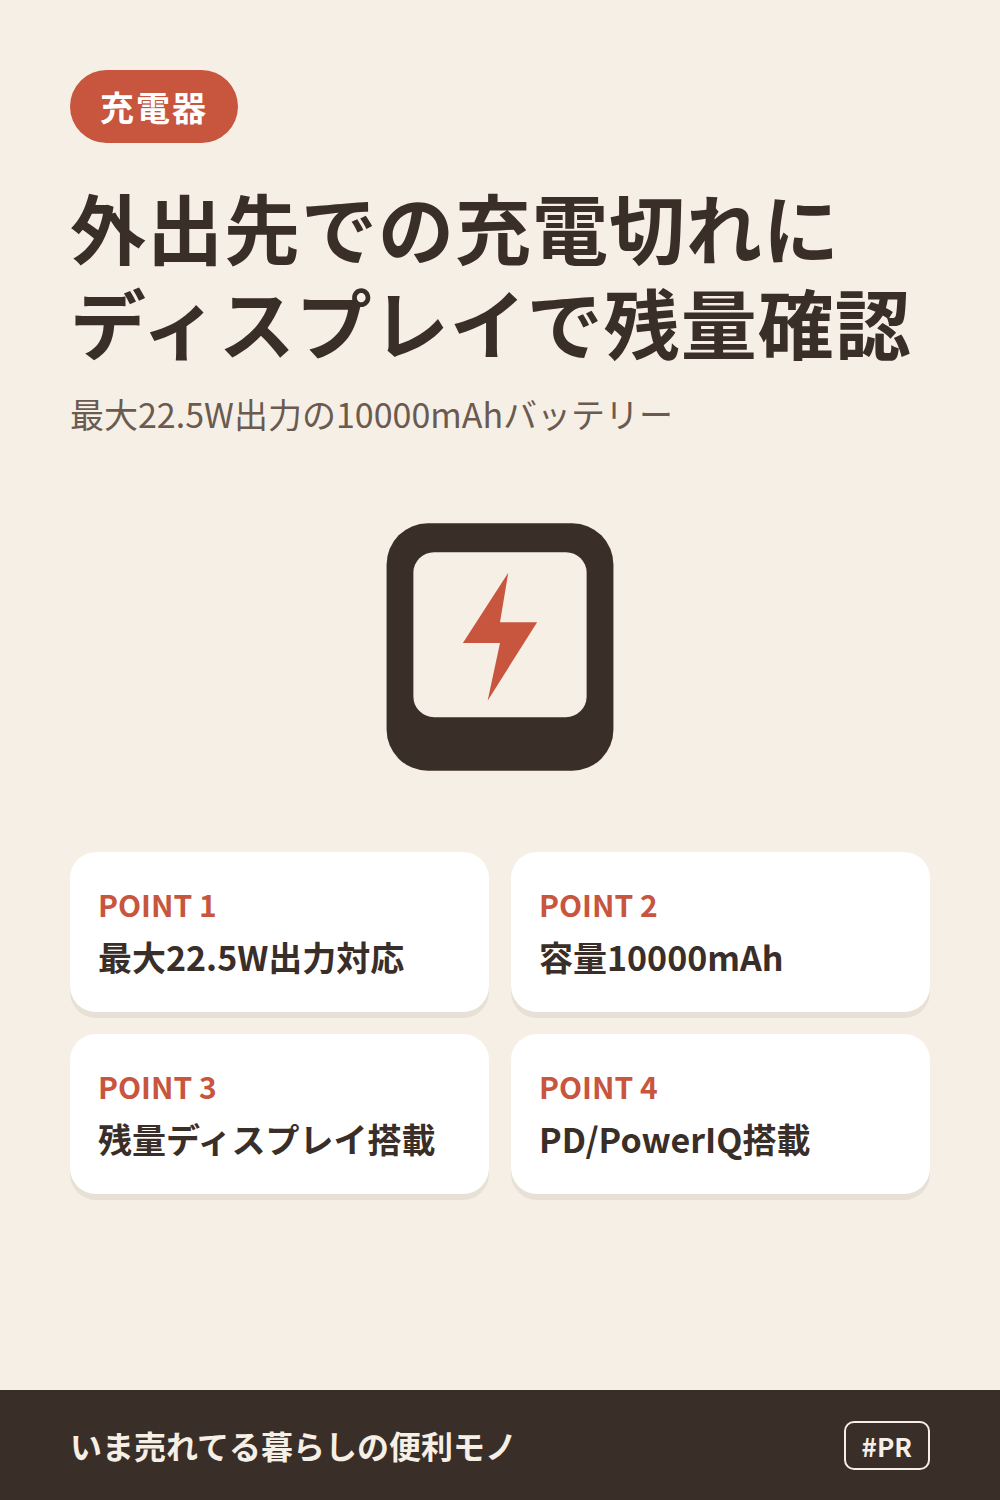 充電器
外出先での充電切れに
ディスプレイで残量確認
最大22.5W出力の10000mAhバッテリー
POINT 1
最大22.5W出力対応
POINT 2
容量10000mAh
POINT 3
残量ディスプレイ搭載
POINT 4
PD/PowerIQ搭載
いま売れてる暮らしの便利モノ
#PR